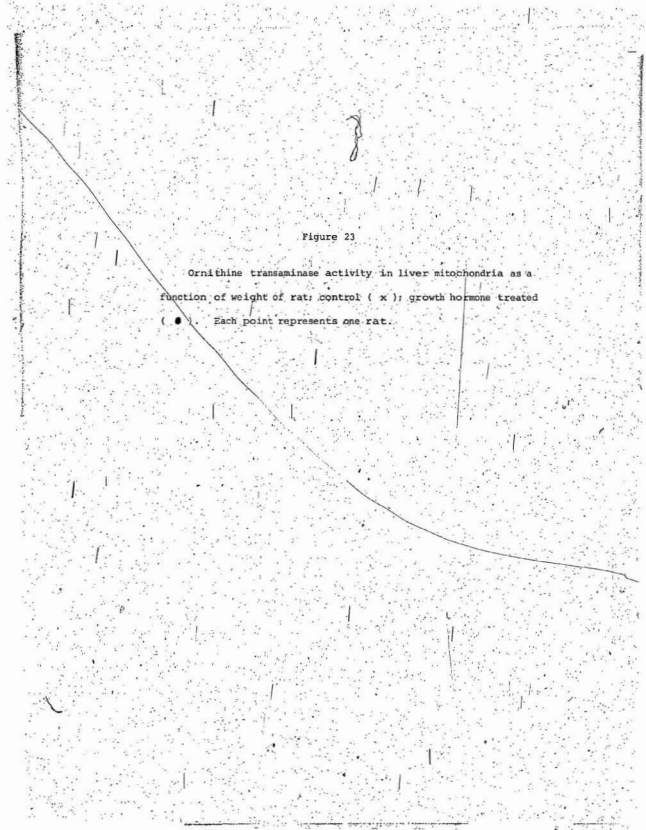 Figure 23
Ornithine transaminase activity in liver mitochondria as a
function of weight of rat; control ( x ); growth hormone treated
( ● ). Each point represents one rat.